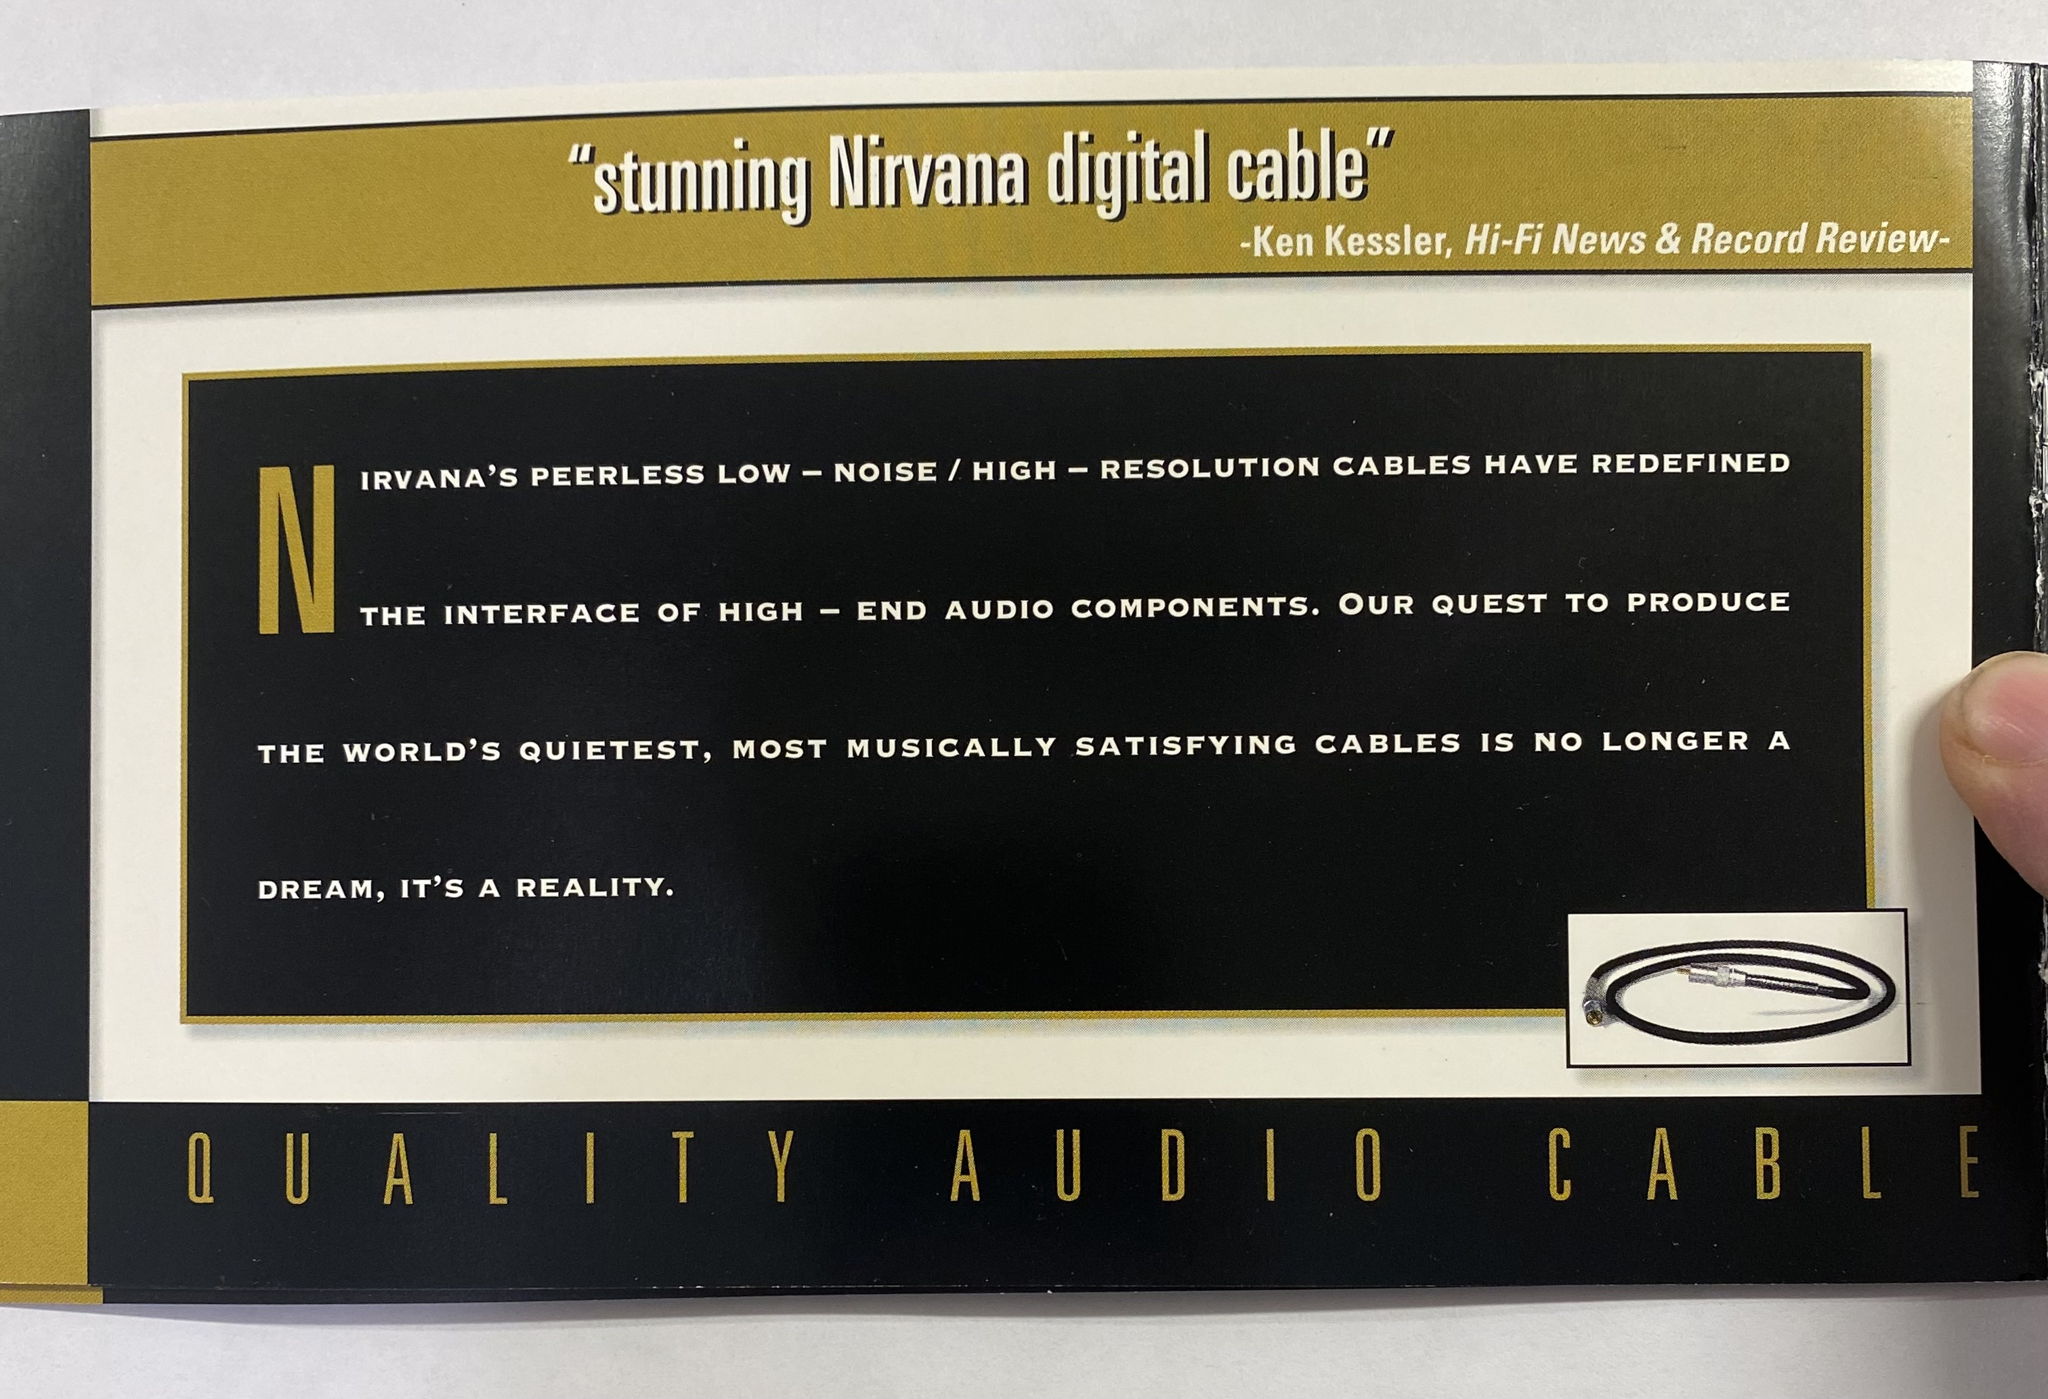 “stunning Nirvana digital cable”
-Ken Kessler, Hi-Fi News & Record Review-
NIRVANA’S PEERLESS LOW – NOISE / HIGH – RESOLUTION CABLES HAVE REDEFINED
THE INTERFACE OF HIGH – END AUDIO COMPONENTS. OUR QUEST TO PRODUCE
THE WORLD’S QUIETEST, MOST MUSICALLY SATISFYING CABLES IS NO LONGER A
DREAM, IT’S A REALITY.
QUALITY AUDIO CABLE